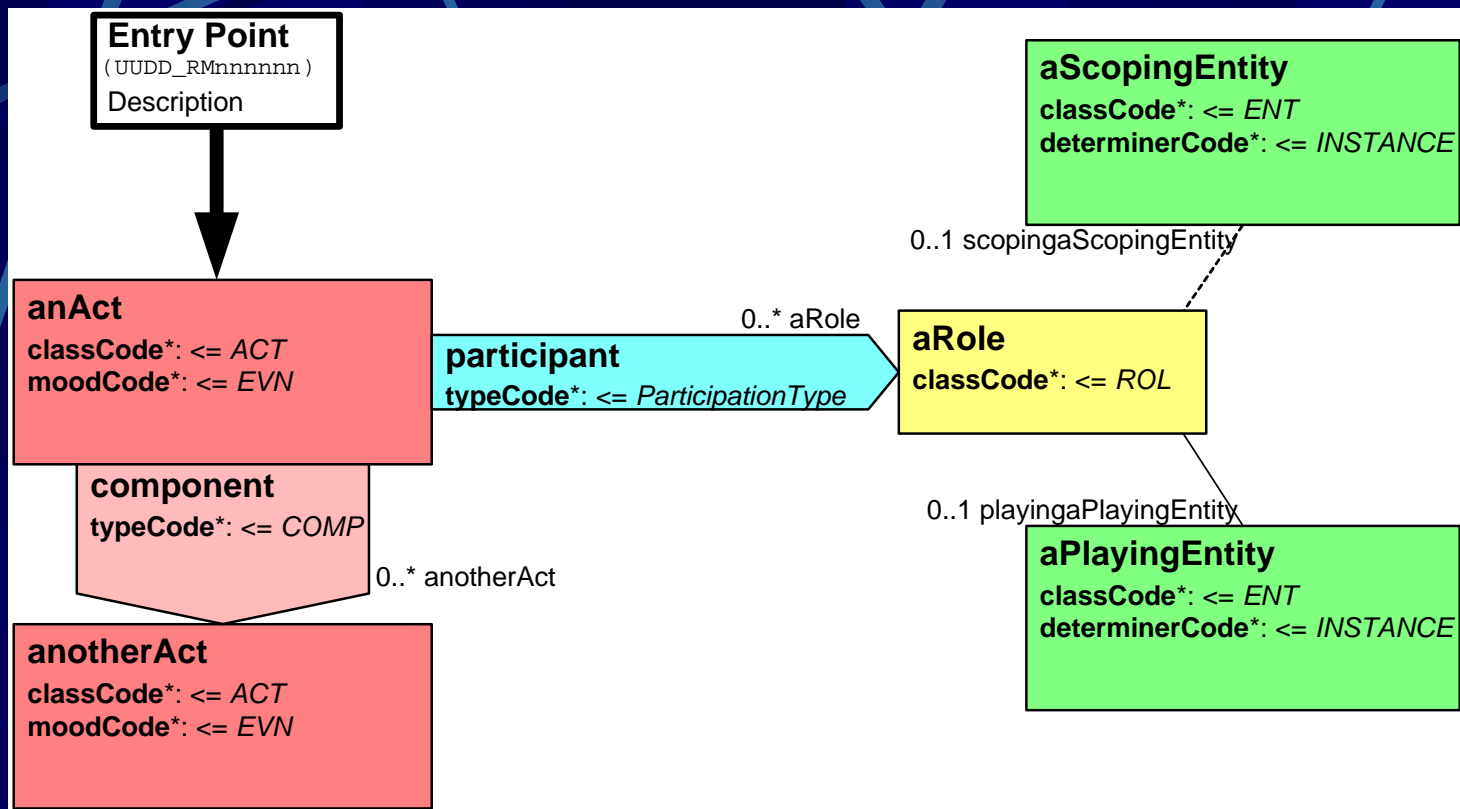 Entry Point
(UUDD_RMnnnnnn)
Description
aScopingEntity
classCode*: <= ENT
determinerCode*: <= INSTANCE
0..1 scopingaScopingEntity
anAct
classCode*: <= ACT
moodCode*: <= EVN
0..* aRole
participant
typeCode*: <= ParticipationType
aRole
classCode*: <= ROL
component
typeCode*: <= COMP
0..* anotherAct
0..1 playingaPlayingEntity
aPlayingEntity
classCode*: <= ENT
determinerCode*: <= INSTANCE
anotherAct
classCode*: <= ACT
moodCode*: <= EVN